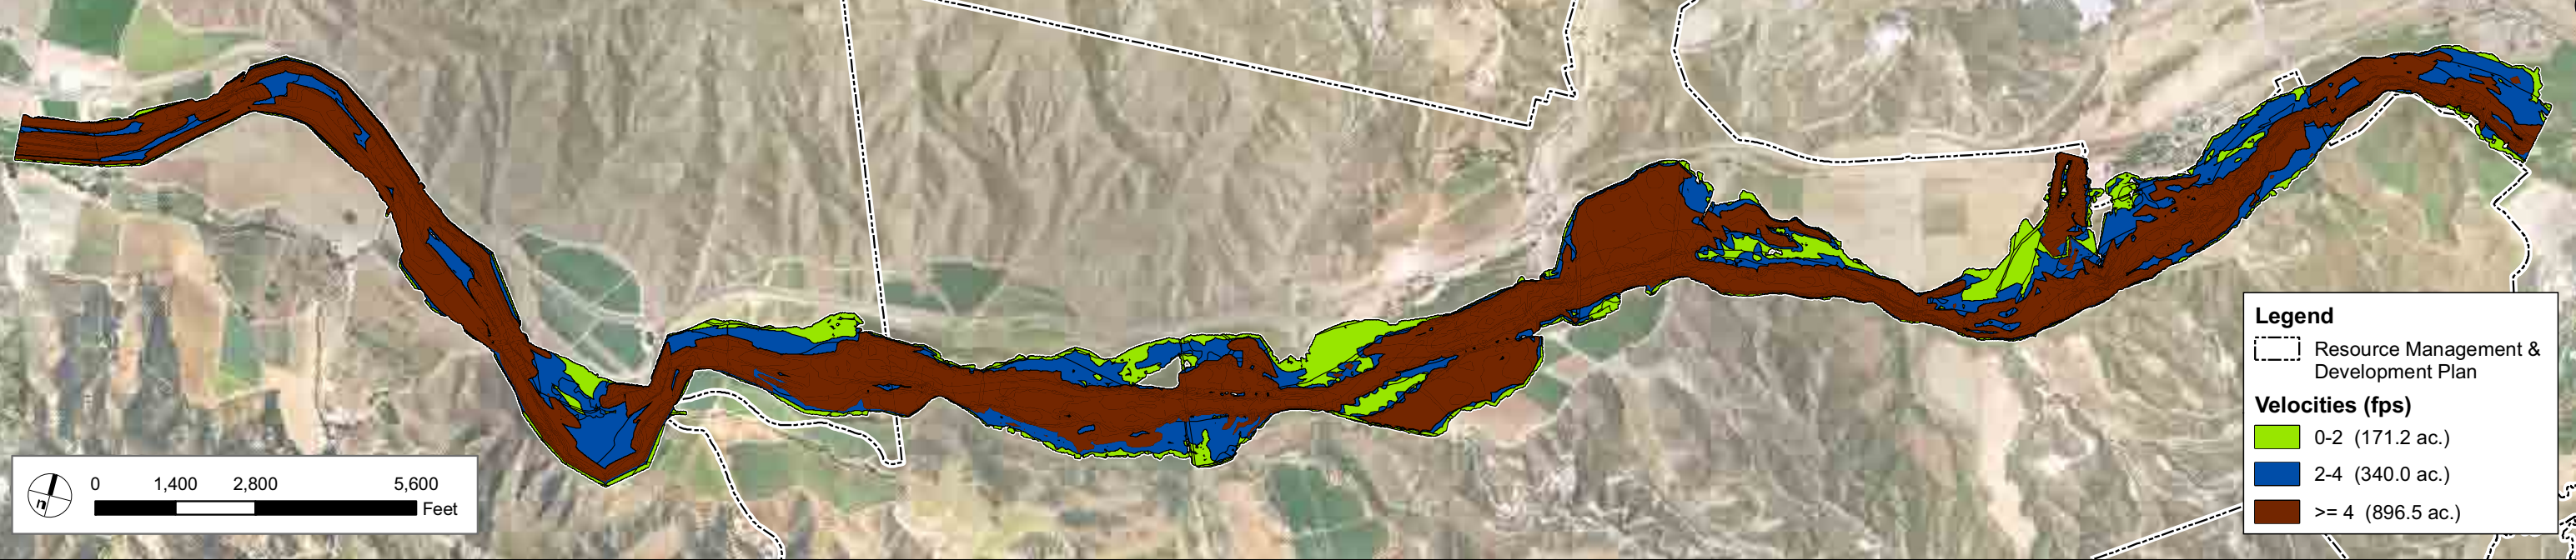 n
0 1,400 2,800 5,600
Feet
Legend
Resource Management &
Development Plan
Velocities (fps)
0-2 (171.2 ac.)
2-4 (340.0 ac.)
>= 4 (896.5 ac.)